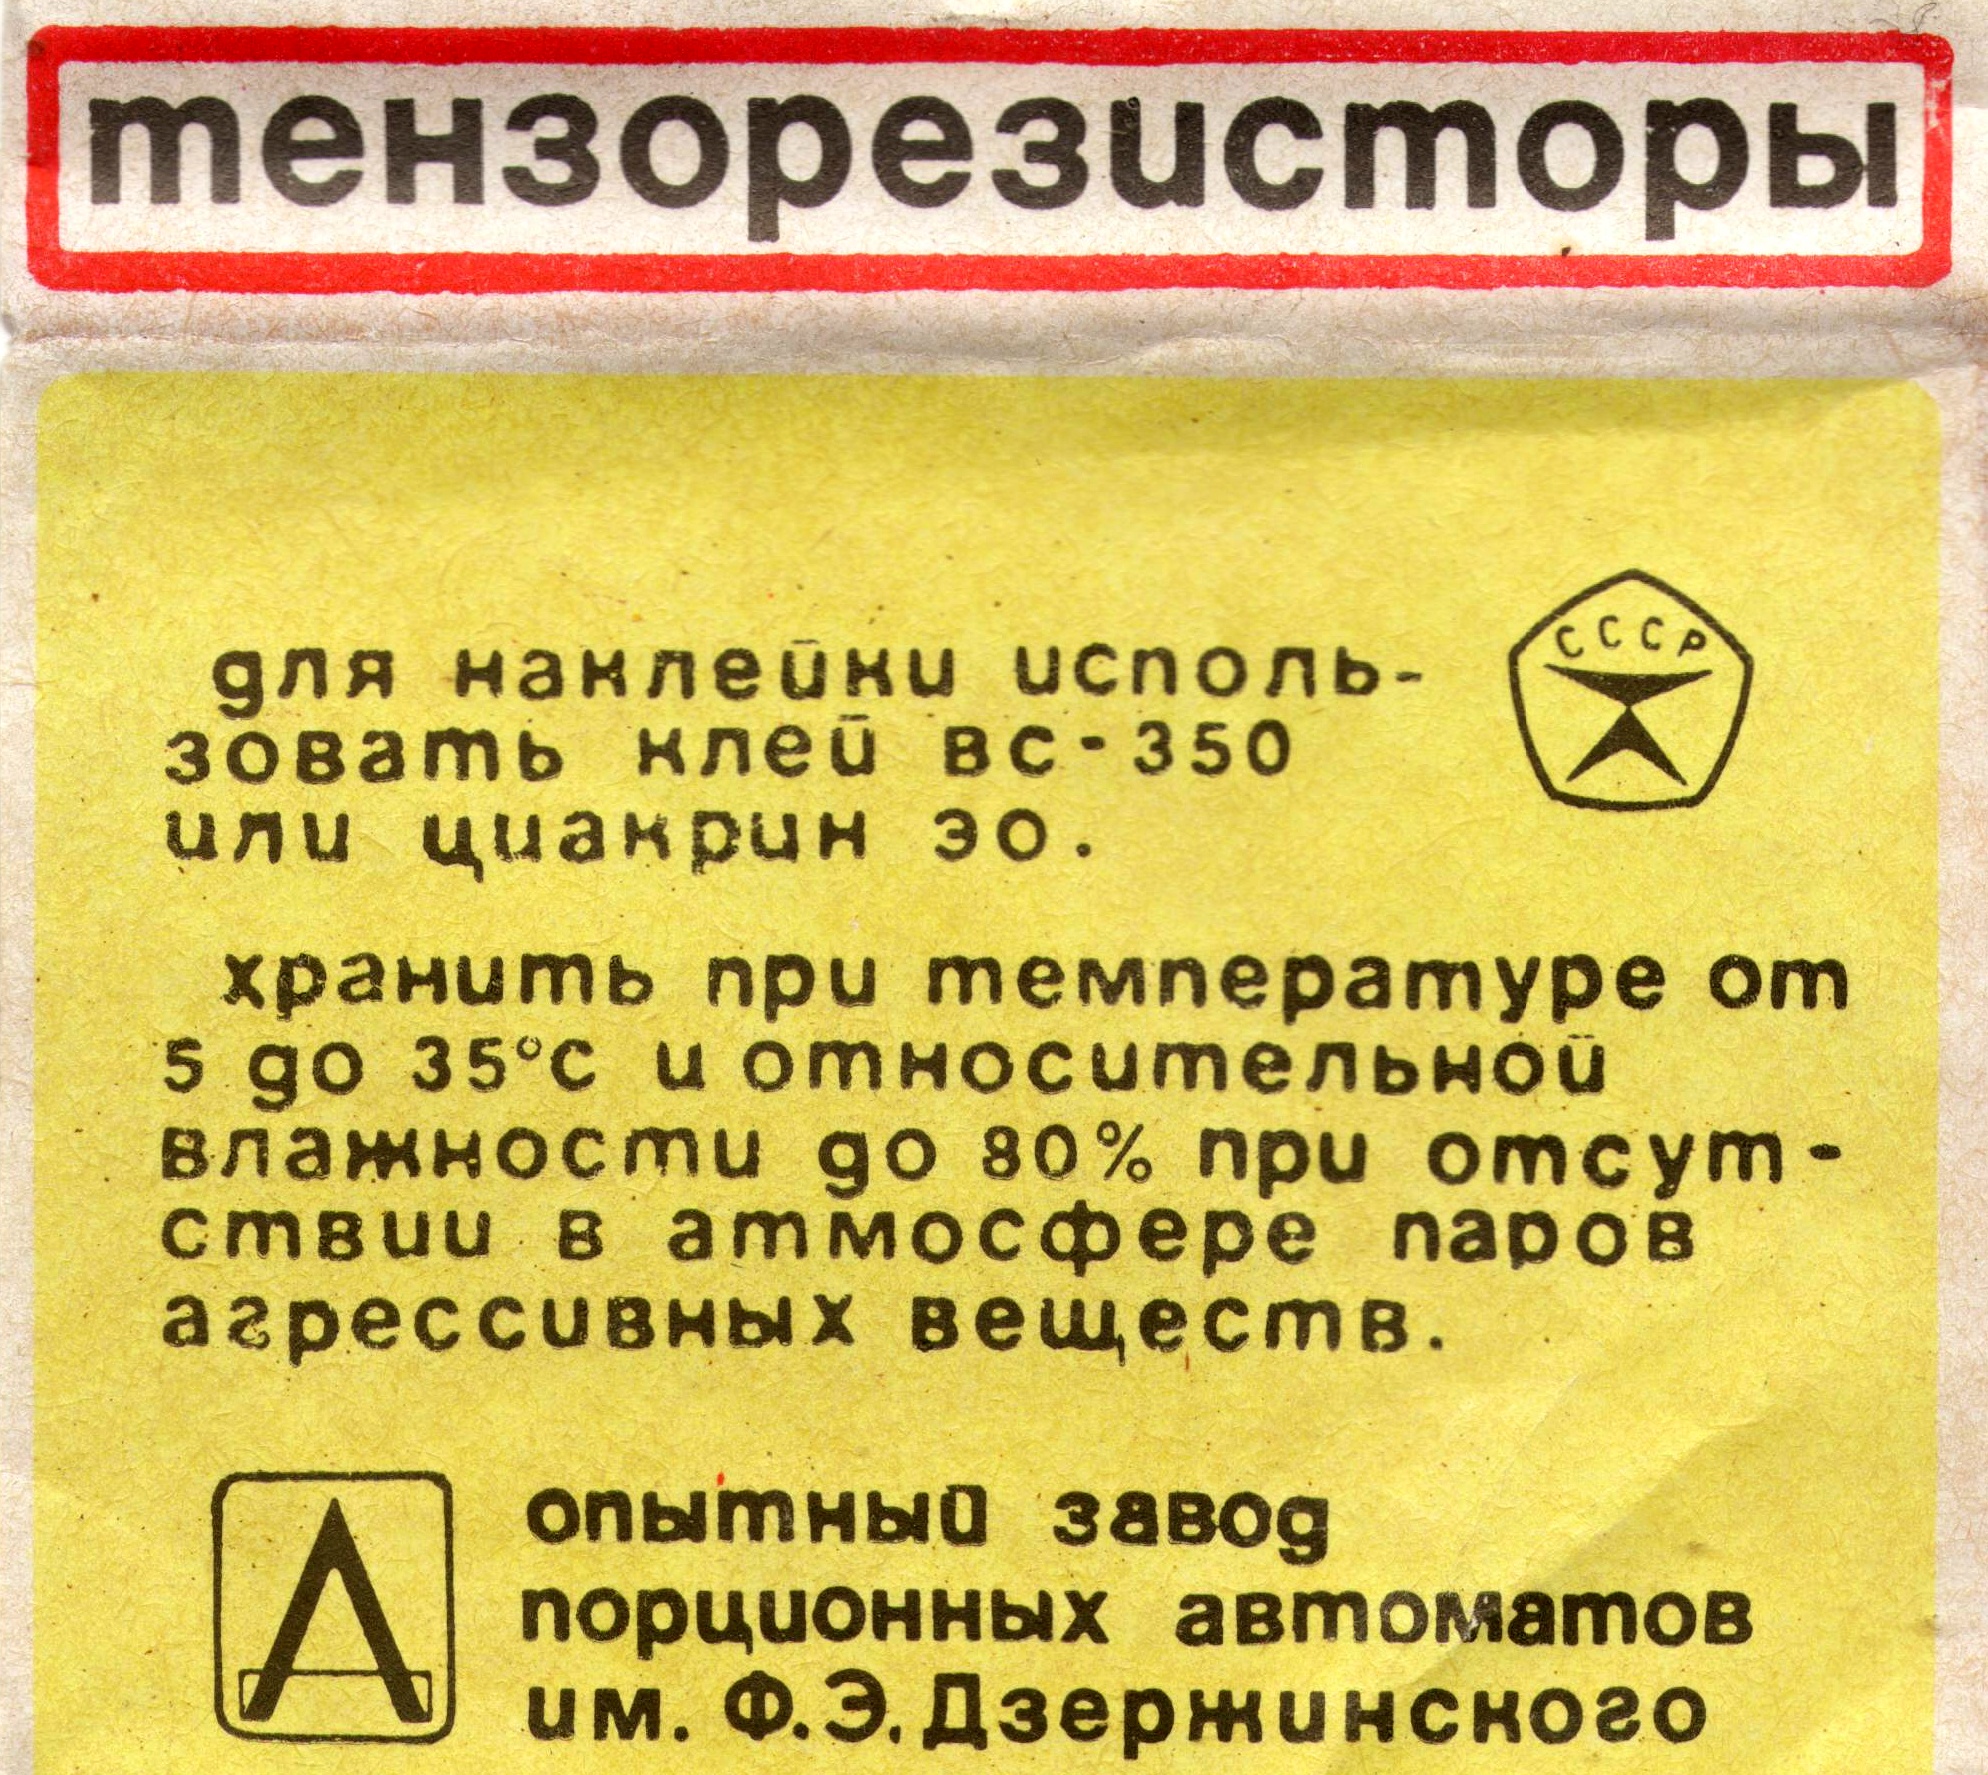 тензорезисторы
СССР
для наклейки исполь-
зовать клей ВС-350
или циакрин ЭО.
хранить при температуре от
5 до 35°С и относительной
влажности до 80% при отсут-
ствии в атмосфере паров
агрессивных веществ.
А
опытный завод
порционных автоматов
им. Ф.Э.Дзержинского